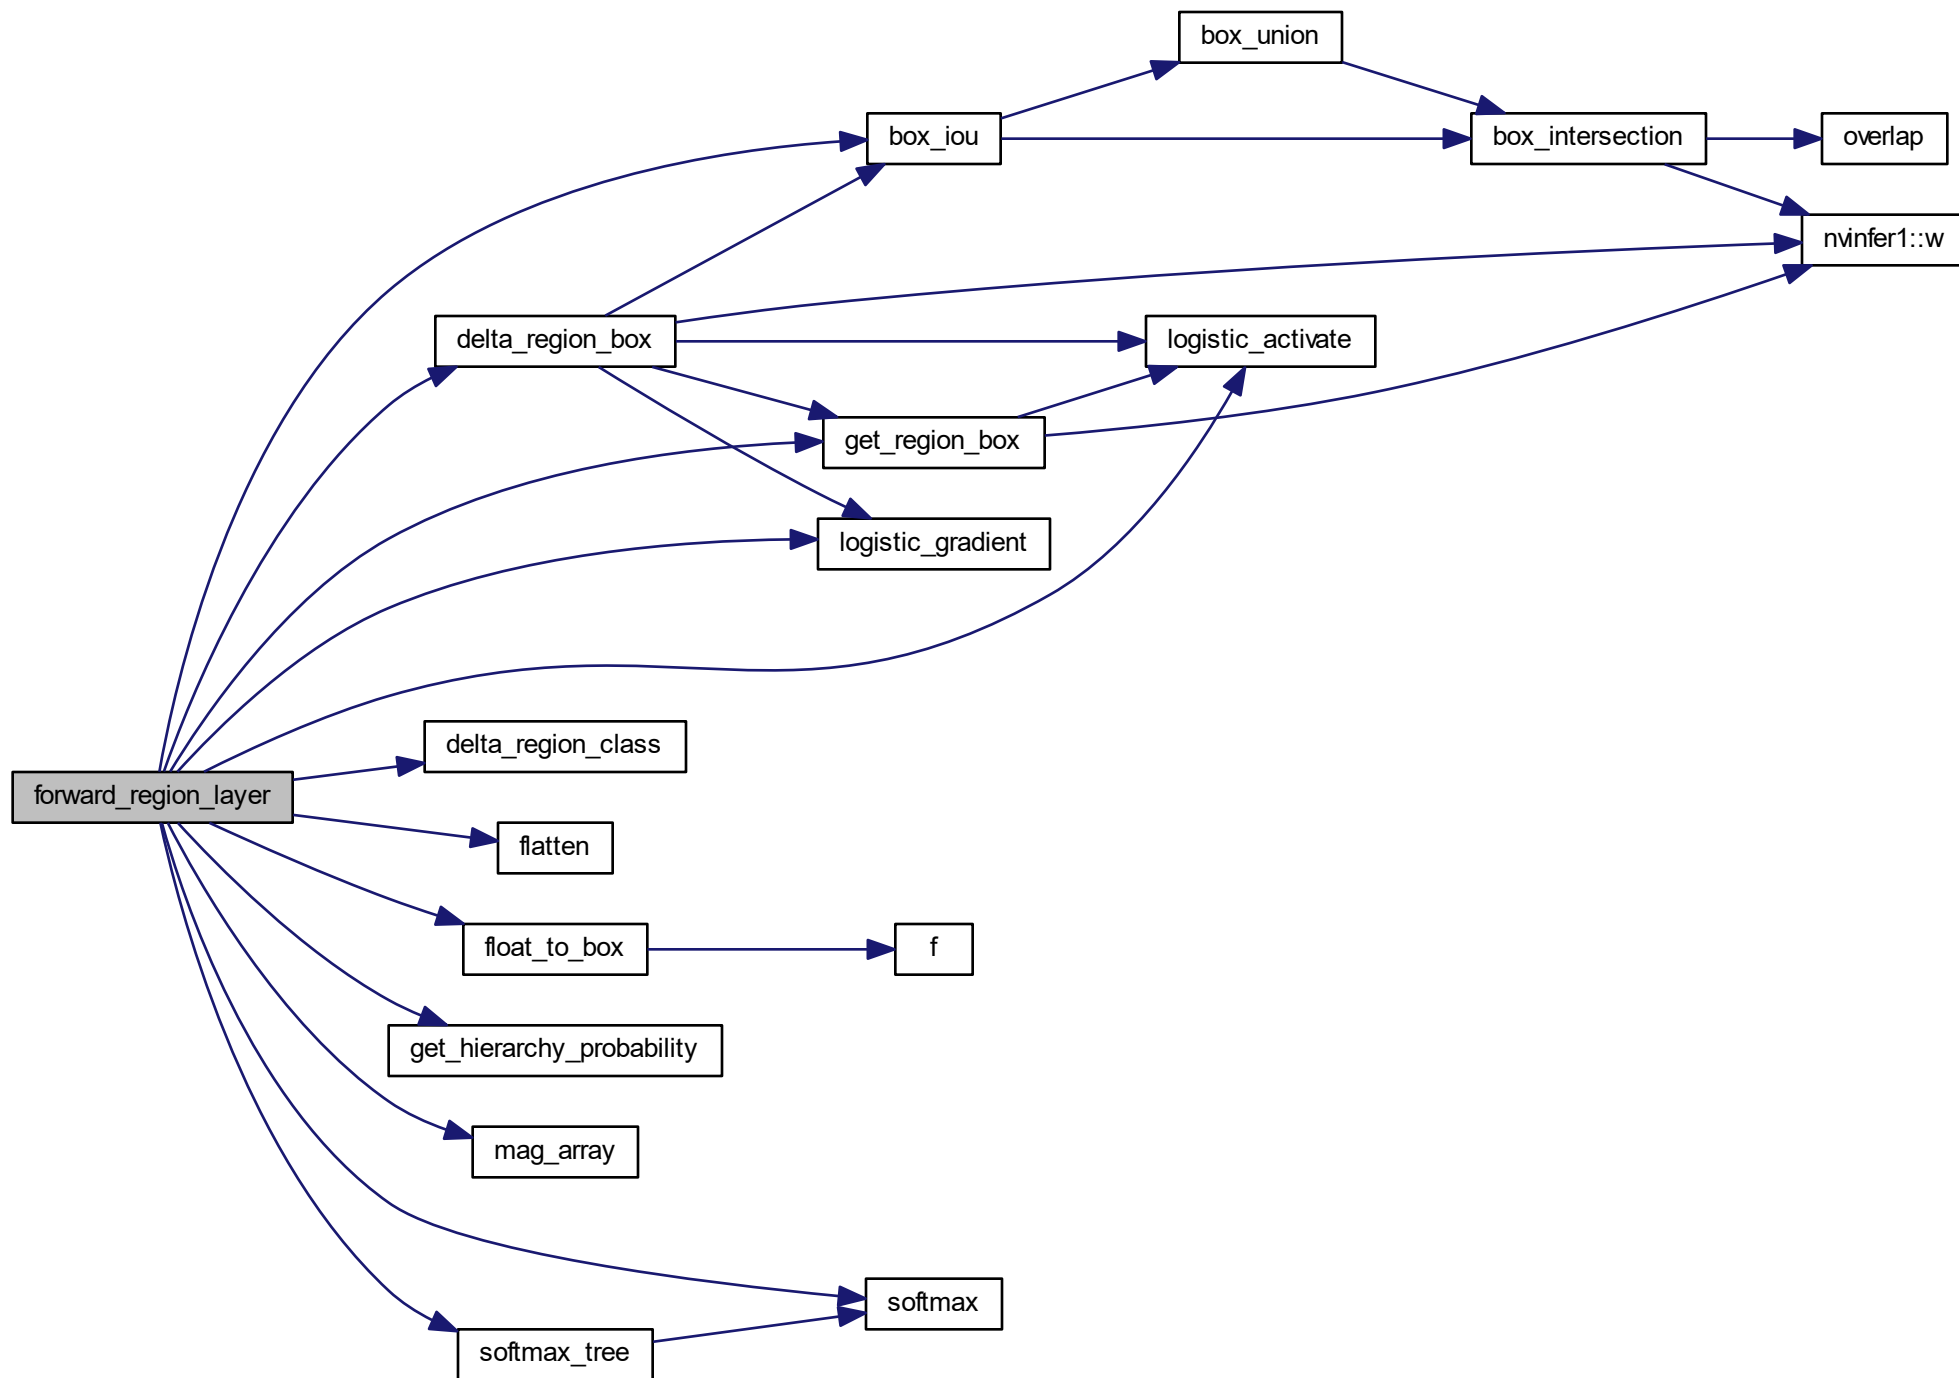 box_union
box_iou
box_intersection
overlap
nvinfer1::w
delta_region_box
logistic_activate
get_region_box
logistic_gradient
delta_region_class
forward_region_layer
flatten
float_to_box
f
get_hierarchy_probability
mag_array
softmax
softmax_tree